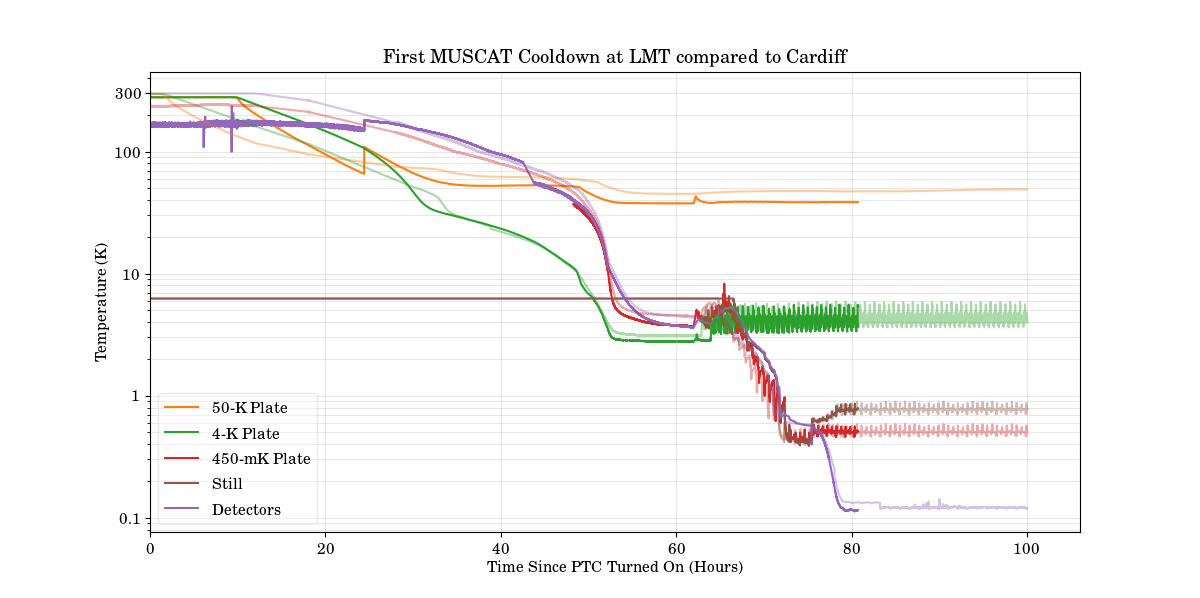 First MUSCAT Cooldown at LMT compared to Cardiff
300
100
10
1
0.1
Temperature (K)
50-K Plate
4-K Plate
450-mK Plate
Still
Detectors
0
20
40
60
80
100
Time Since PTC Turned On (Hours)